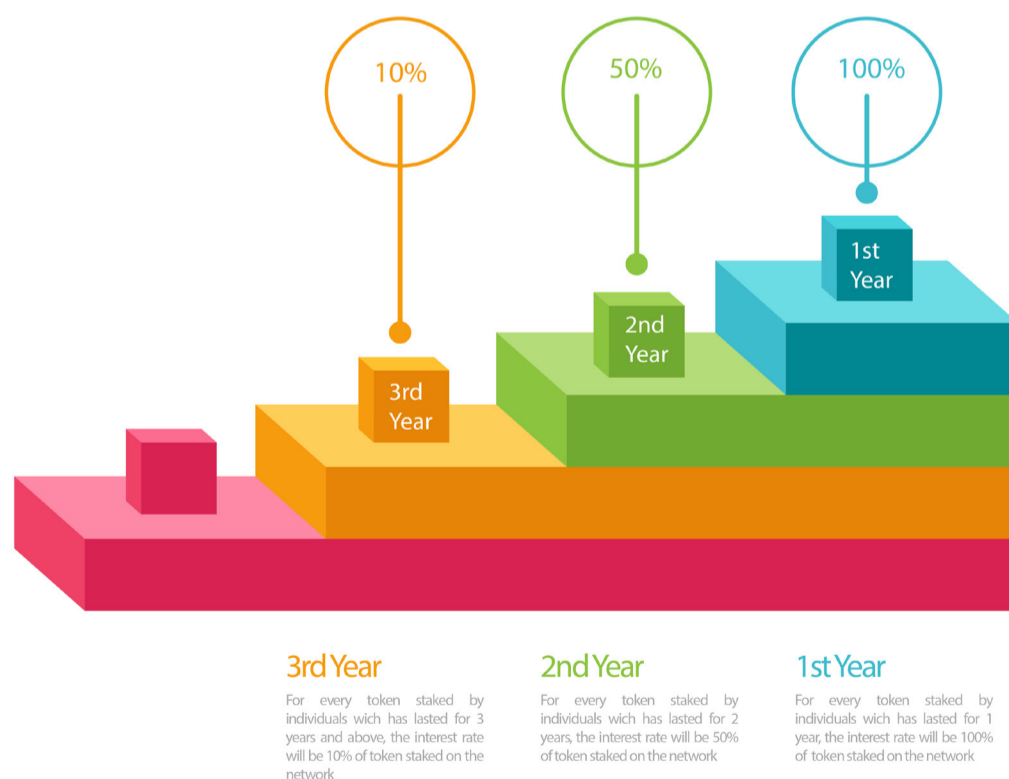 10%
50%
100%
1st
Year
2nd
Year
3rd
Year
3rd Year
For every token staked by
individuals wich has lasted for 3
years and above, the interest rate
will be 10% of token staked on the
network
2nd Year
For every token staked by
individuals wich has lasted for 2
years, the interest rate will be 50%
of token staked on the network
1st Year
For every token staked by
individuals wich has lasted for 1
year, the interest rate will be 100%
of token staked on the network